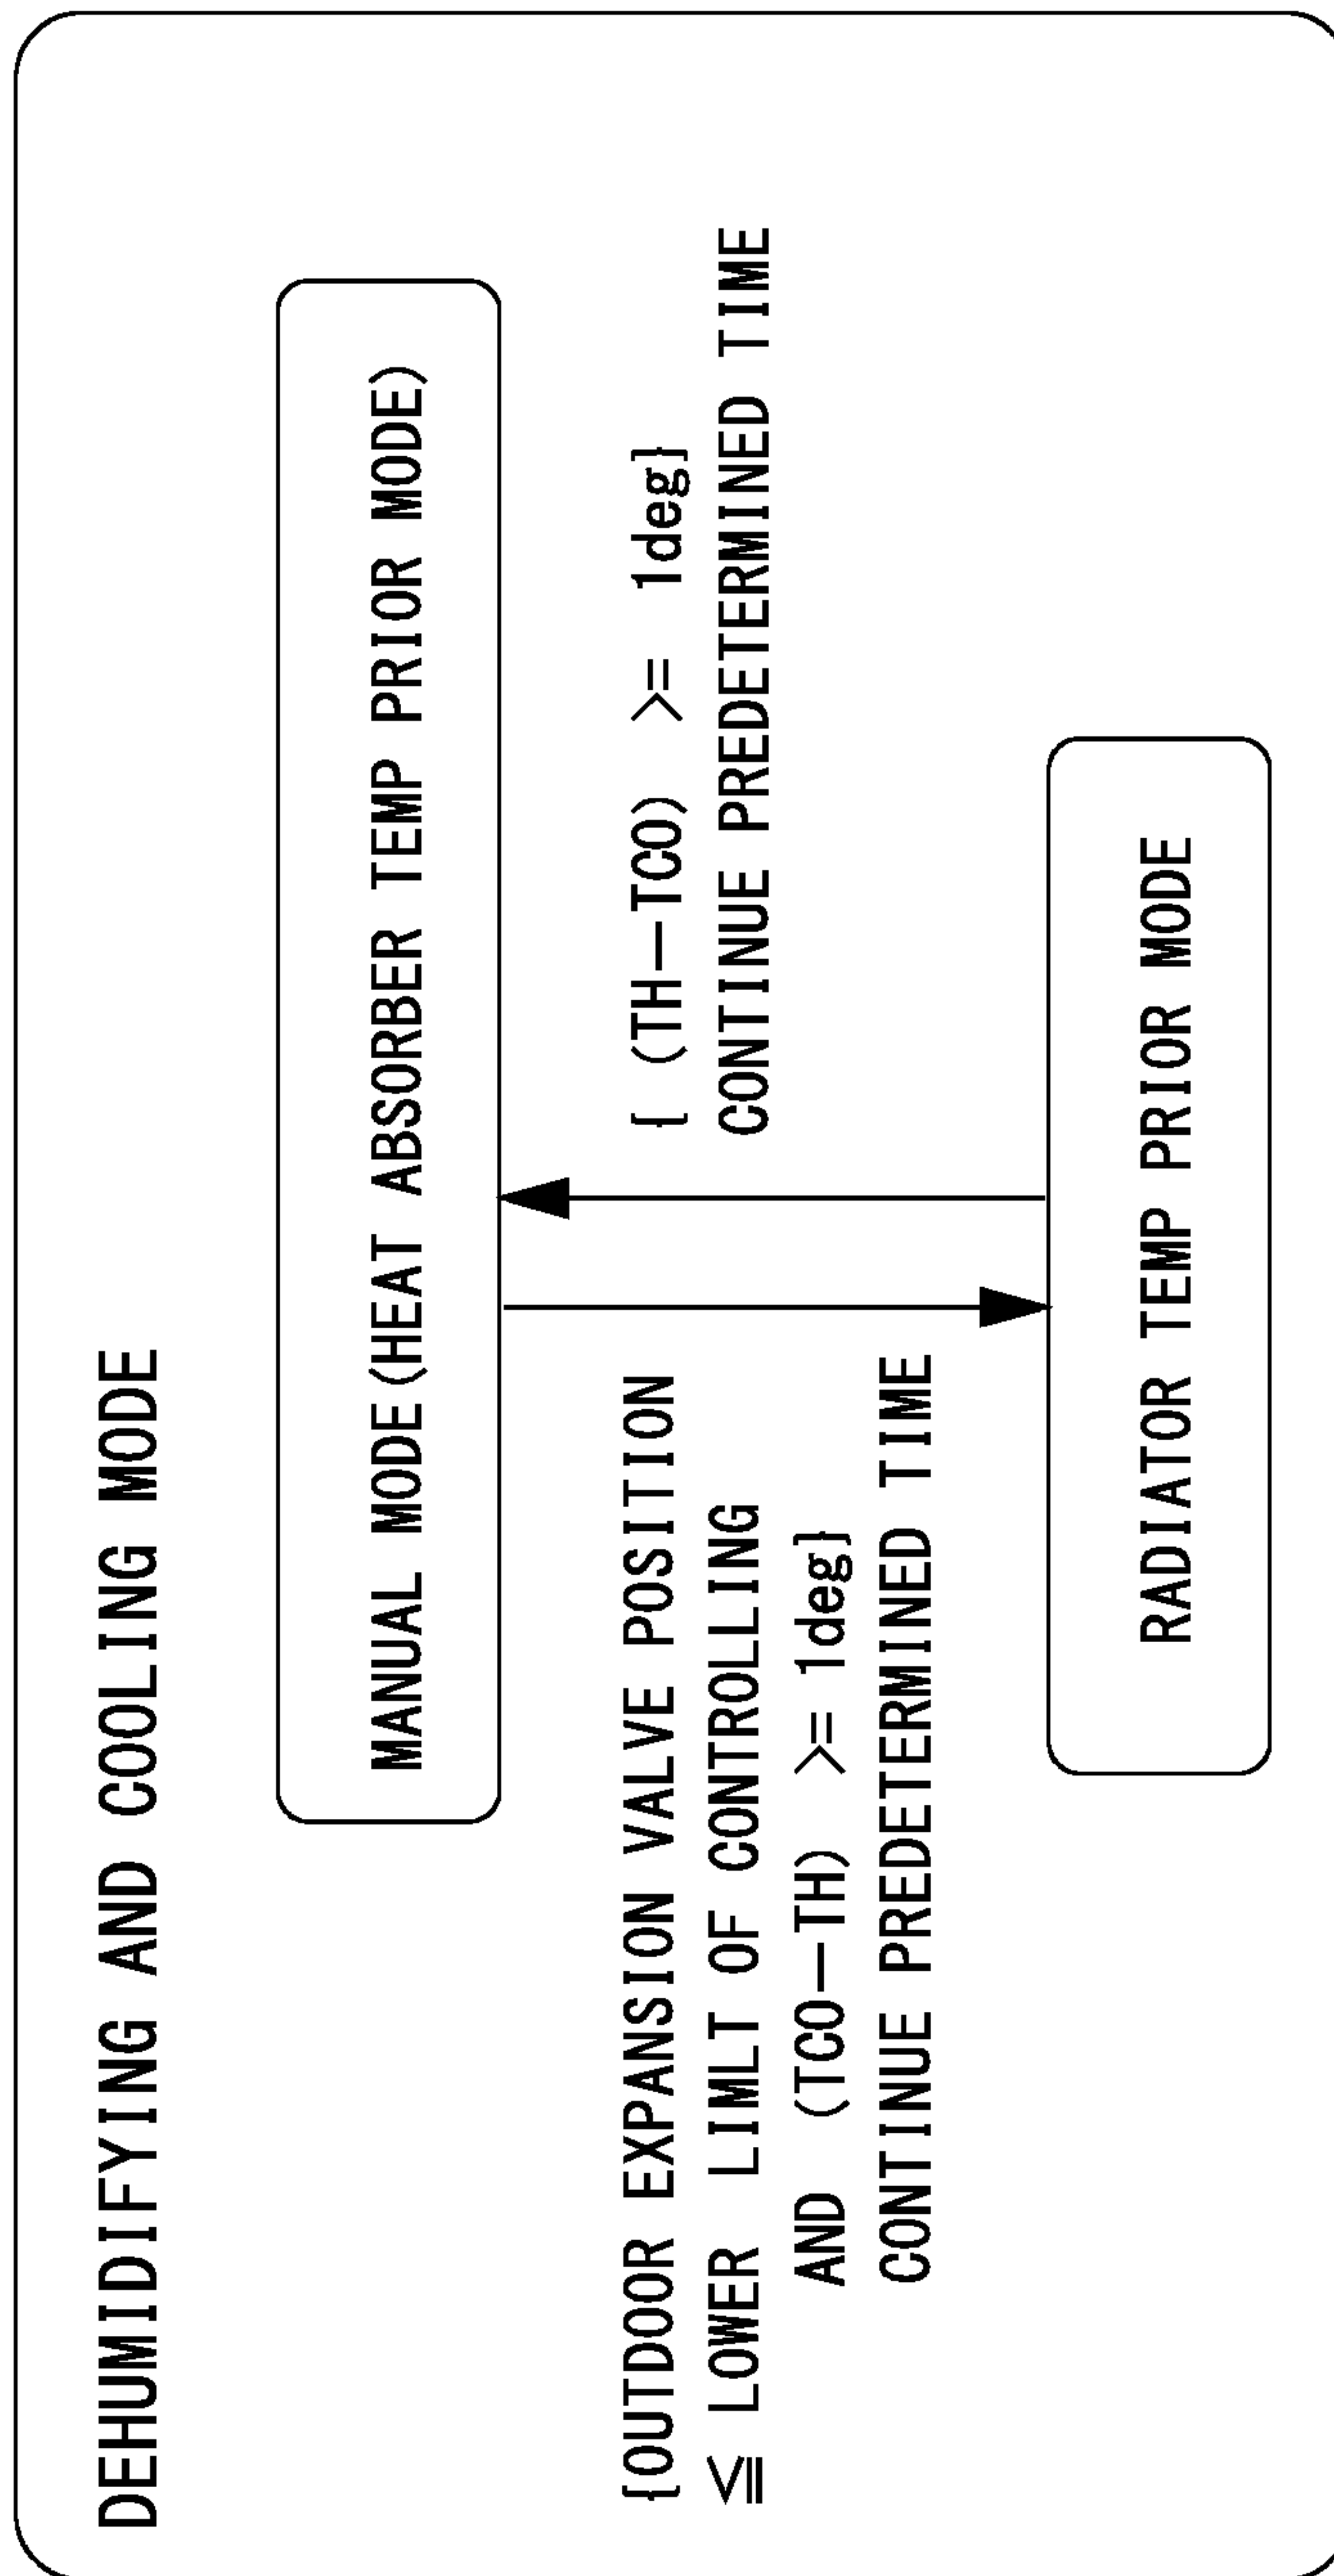 DEHUMIDIFYING AND COOLING MODE
MANUAL MODE(HEAT ABSORBER TEMP PRIOR MODE)
{OUTDOOR EXPANSION VALVE POSITION
≦ LOWER LIMLT OF CONTROLLING
AND (TCO—TH) >= 1deg}
CONTINUE PREDETERMINED TIME
{ (TH—TCO) >= 1deg}
CONTINUE PREDETERMINED TIME
RADIATOR TEMP PRIOR MODE